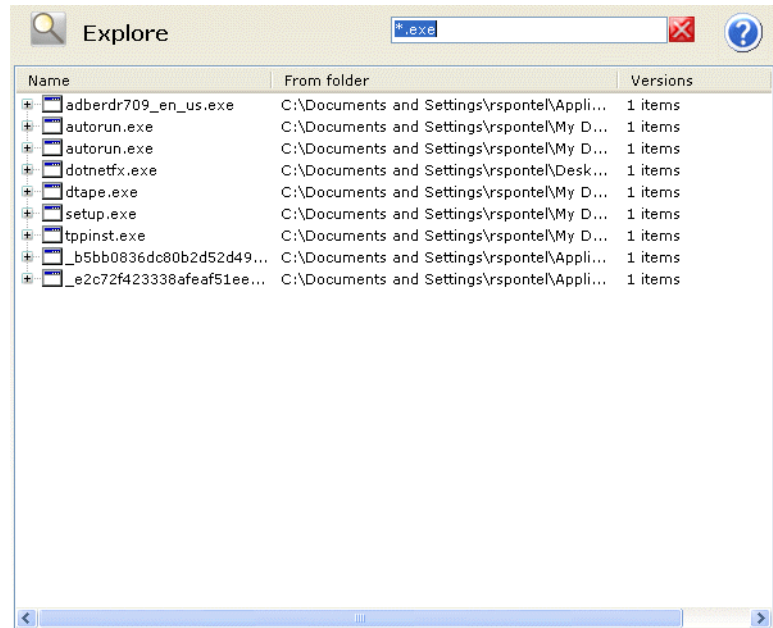 Explore *.exe ?
Name From folder Versions
adberdr709_en_us.exe C:\Documents and Settings\rspontel\Appli... 1 items
autorun.exe C:\Documents and Settings\rspontel\My D... 1 items
autorun.exe C:\Documents and Settings\rspontel\My D... 1 items
dotnetfx.exe C:\Documents and Settings\rspontel\Desk... 1 items
dtape.exe C:\Documents and Settings\rspontel\My D... 1 items
setup.exe C:\Documents and Settings\rspontel\My D... 1 items
tppinst.exe C:\Documents and Settings\rspontel\My D... 1 items
_b5bb0836dc80b2d52d49... C:\Documents and Settings\rspontel\Appli... 1 items
_e2c72f423338afeaf51ee... C:\Documents and Settings\rspontel\Appli... 1 items